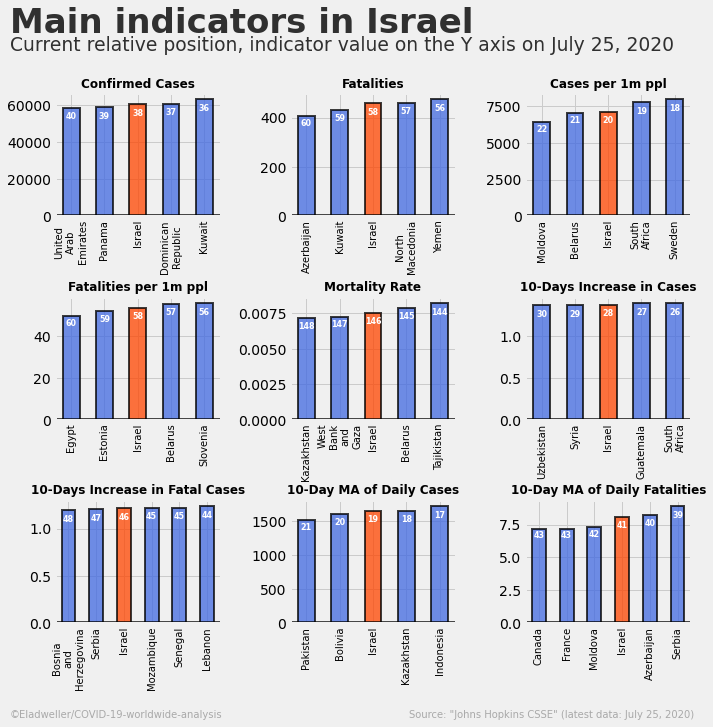 Main indicators in Israel
Current relative position, indicator value on the Y axis on July 25, 2020
Confirmed Cases
60000
40000
20000
0
40
39
38
37
36
United
Arab
Emirates
Panama
Israel
Dominican
Republic
Kuwait
Fatalities
400
200
0
60
59
58
57
56
Azerbaijan
Kuwait
Israel
North
Macedonia
Yemen
Cases per 1m ppl
7500
5000
2500
0
22
21
20
19
18
Moldova
Belarus
Israel
South
Africa
Sweden
Fatalities per 1m ppl
40
20
0
60
59
58
57
56
Egypt
Estonia
Israel
Belarus
Slovenia
Mortality Rate
0.0075
0.0050
0.0025
0.0000
148
147
146
145
144
Kazakhstan
West
Bank
and
Gaza
Israel
Belarus
Tajikistan
10-Days Increase in Cases
1.0
0.5
0.0
30
29
28
27
26
Uzbekistan
Syria
Israel
Guatemala
South
Africa
10-Days Increase in Fatal Cases
1.0
0.5
0.0
48
47
46
45
45
44
Bosnia
and
Herzegovina
Serbia
Israel
Mozambique
Senegal
Lebanon
10-Day MA of Daily Cases
1500
1000
500
0
21
20
19
18
17
Pakistan
Bolivia
Israel
Kazakhstan
Indonesia
10-Day MA of Daily Fatalities
7.5
5.0
2.5
0.0
43
43
42
41
40
39
Canada
France
Moldova
Israel
Azerbaijan
Serbia
©Eladweller/COVID-19-worldwide-analysis
Source: "Johns Hopkins CSSE" (latest data: July 25, 2020)